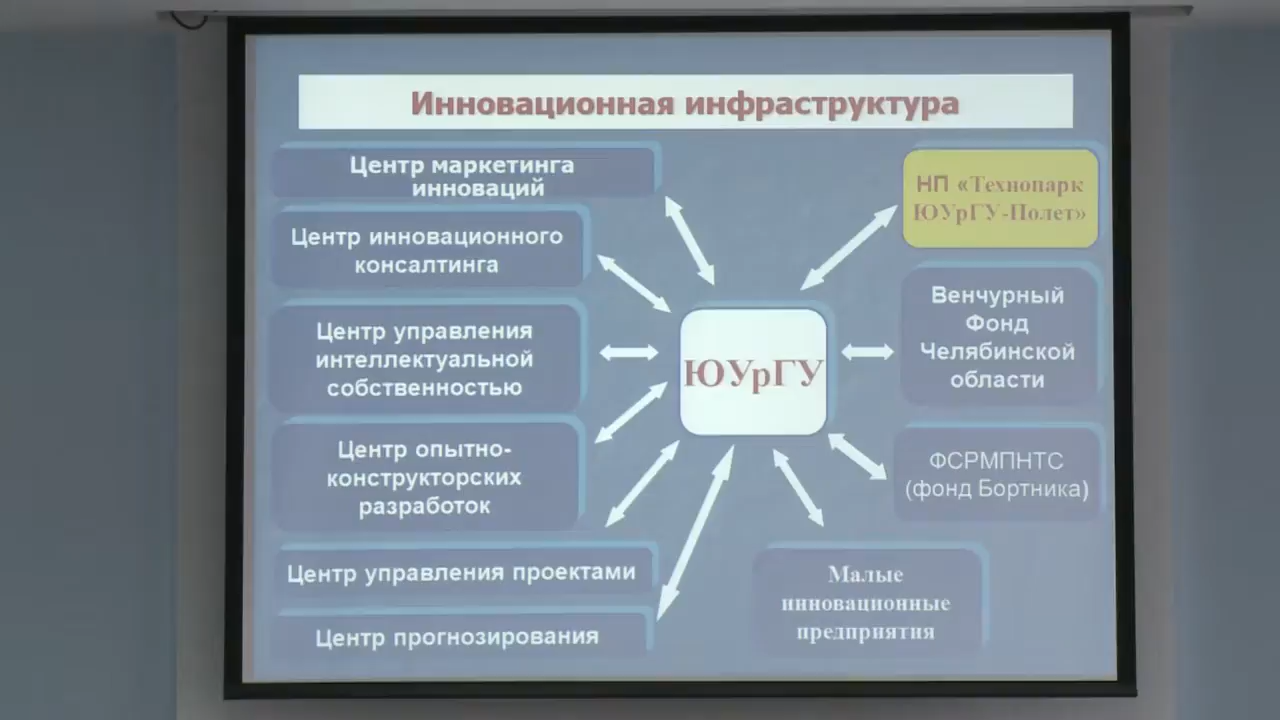 Инновационная инфраструктура
Центр маркетинга
инноваций
Центр инновационного
консалтинга
Центр управления
интеллектуальной
собственностью
Центр опытно-
конструкторских
разработок
Центр управления проектами
Центр прогнозирования
ЮУрГУ
НП «Технопарк
ЮУрГУ-Полет»
Венчурный
Фонд
Челябинской
области
ФСРМПНТС
(фонд Бортника)
Малые
инновационные
предприятия